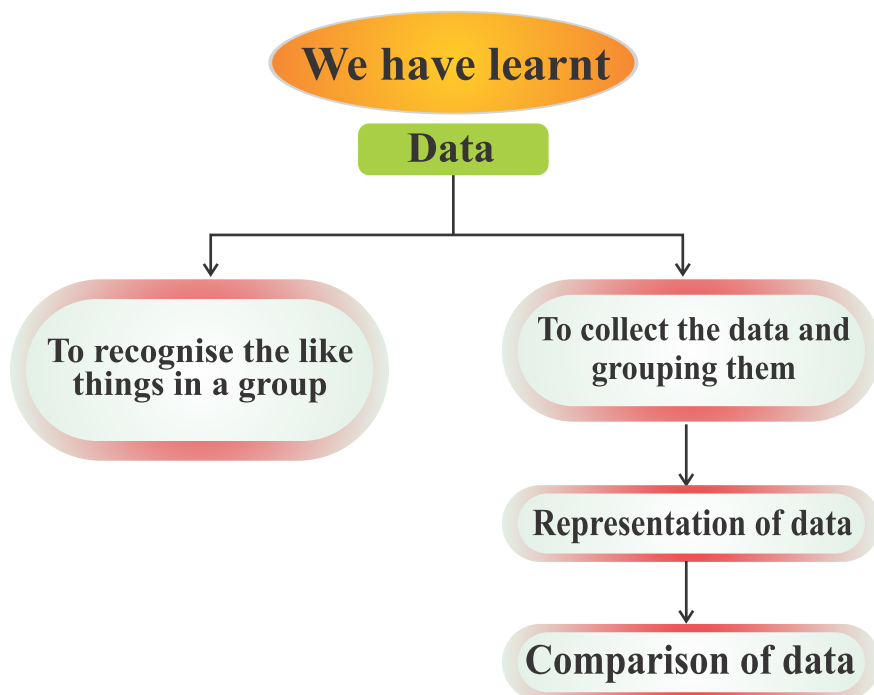 We have learnt
Data
To recognise the like
things in a group
To collect the data and
grouping them
Representation of data
Comparison of data